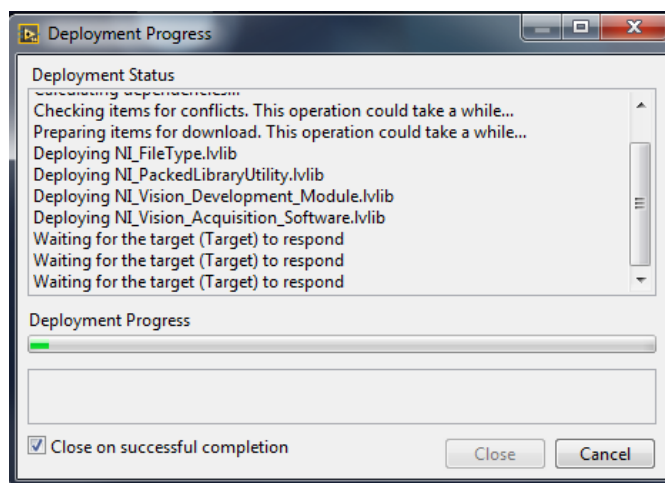 Deployment Progress
Deployment Status
Calculating dependencies...
Checking items for conflicts. This operation could take a while...
Preparing items for download. This operation could take a while...
Deploying NI_FileType.lvlib
Deploying NI_PackedLibraryUtility.lvlib
Deploying NI_Vision_Development_Module.lvlib
Deploying NI_Vision_Acquisition_Software.lvlib
Waiting for the target (Target) to respond
Waiting for the target (Target) to respond
Waiting for the target (Target) to respond
Deployment Progress
Close on successful completion
Close
Cancel